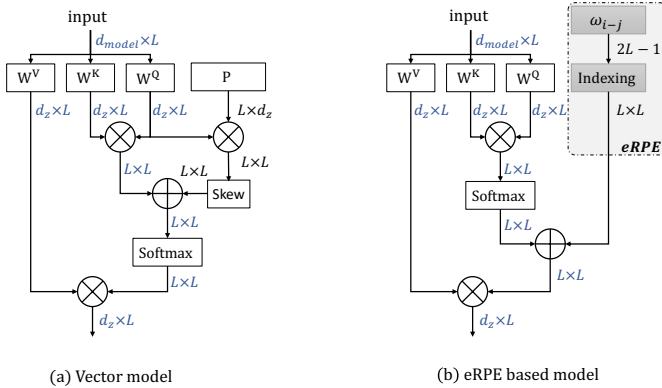 input
d_model×L
W^V W^K W^Q P
d_z×L d_z×L d_z×L L×d_z
L×L L×L L×L
Skew
L×L
Softmax
L×L
d_z×L
(a) Vector model
input
d_model×L
ω_{i−j}
2L − 1
W^V W^K W^Q Indexing
d_z×L d_z×L d_z×L L×L
eRPE
L×L
Softmax
L×L
L×L
d_z×L
(b) eRPE based model